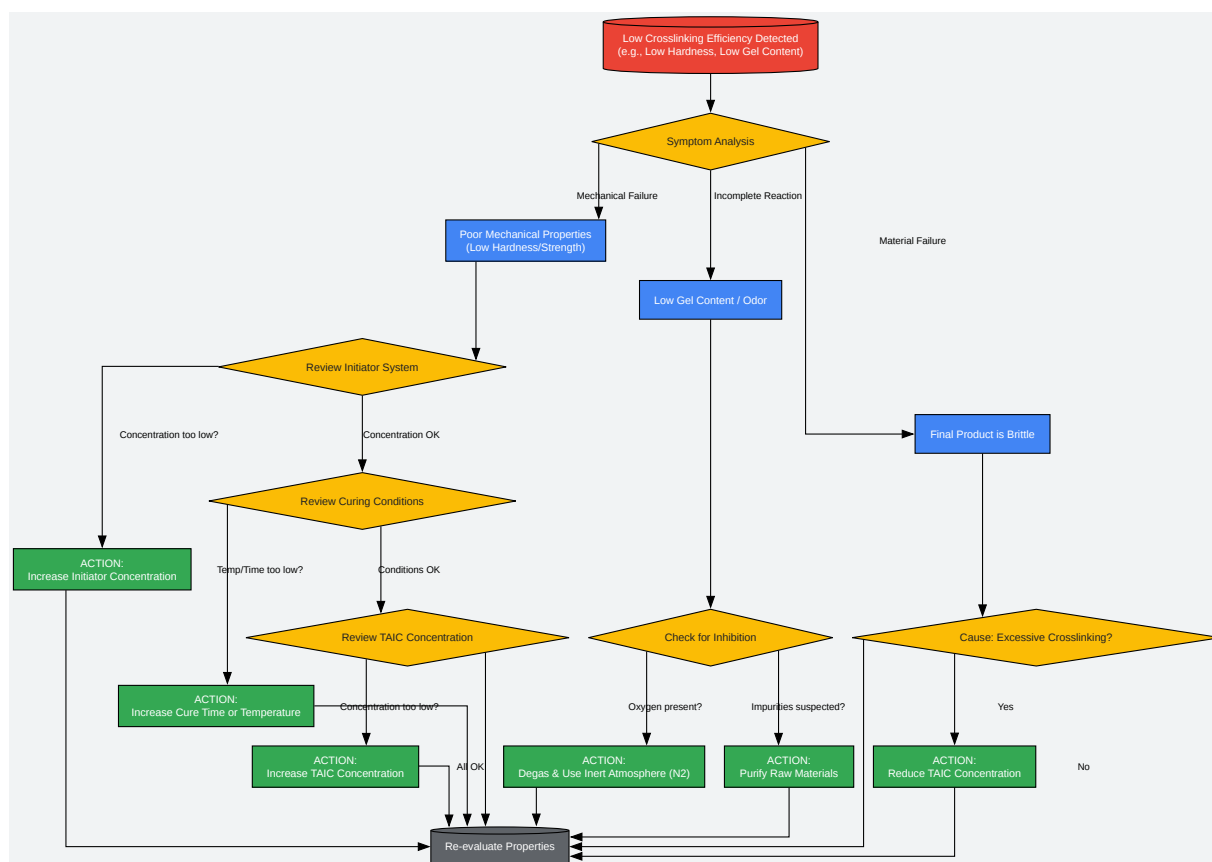 Low Crosslinking Efficiency Detected
(e.g., Low Hardness, Low Gel Content)
Symptom Analysis
Mechanical Failure
Incomplete Reaction
Material Failure
Poor Mechanical Properties
(Low Hardness/Strength)
Low Gel Content / Odor
Review Initiator System
Final Product is Brittle
Concentration too low?
Concentration OK
Review Curing Conditions
ACTION:
Increase Initiator Concentration
Temp/Time too low?
Conditions OK
Review TAIC Concentration
Check for Inhibition
Cause: Excessive Crosslinking?
ACTION:
Increase Cure Time or Temperature
Concentration too low?
Oxygen present?
Impurities suspected?
Yes
ACTION:
Increase TAIC Concentration
All OK
ACTION:
Degas & Use Inert Atmosphere (N2)
ACTION:
Purify Raw Materials
ACTION:
Reduce TAIC Concentration
No
Re-evaluate Properties